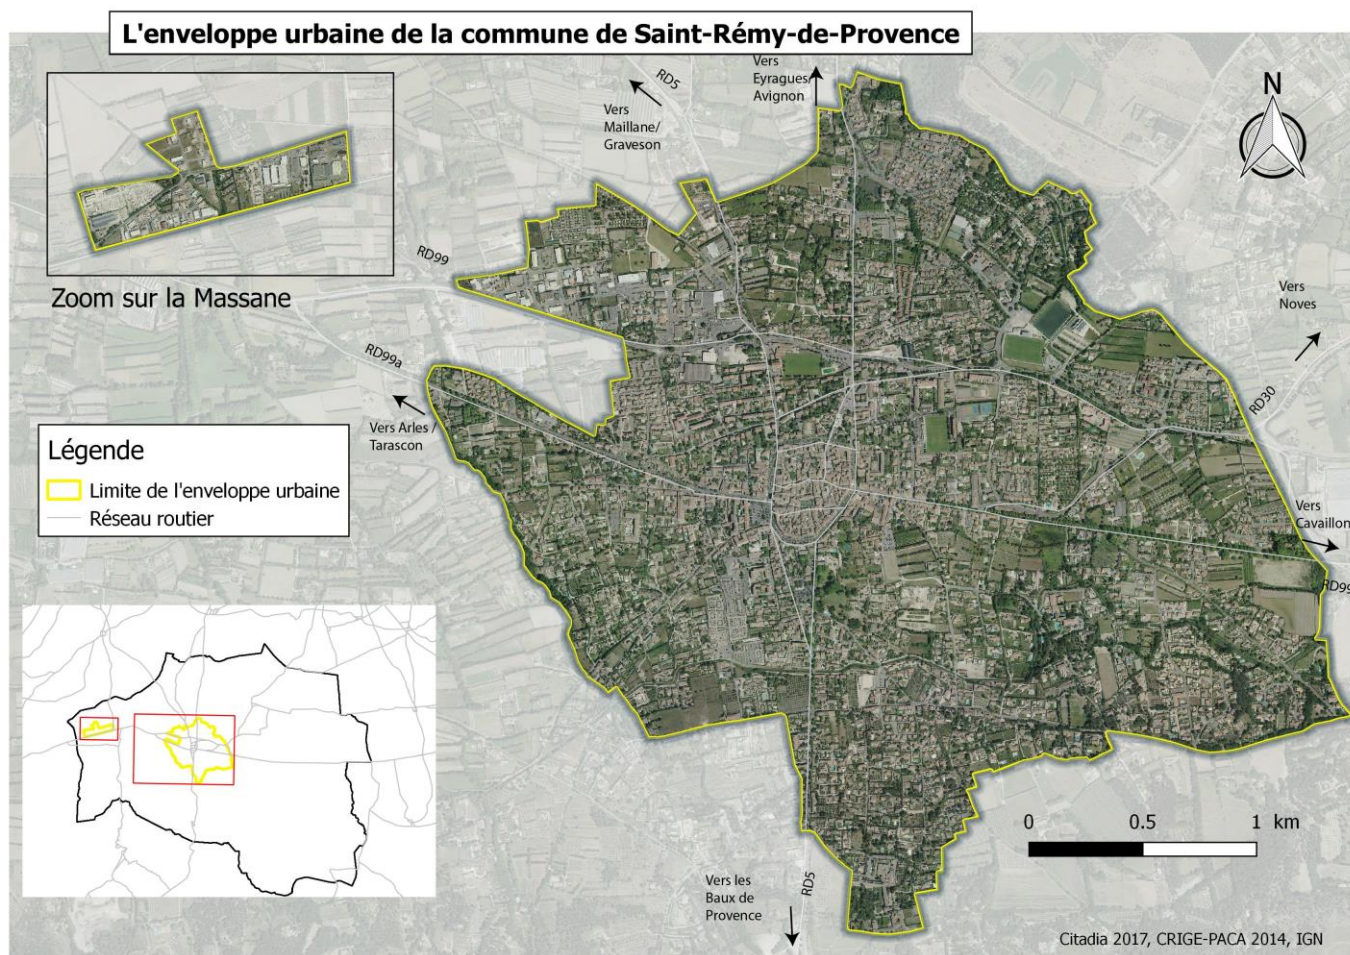 L'enveloppe urbaine de la commune de Saint-Rémy-de-Provence
Vers
Eyragues/
Avignon
RD5
Vers
Maillane/
Graveson
N
RD99
Zoom sur la Massane
Vers
Noves
RD99a
RD30
Vers Arles /
Tarascon
Légende
Limite de l'enveloppe urbaine
Réseau routier
Vers
Cavaillon
RD99
0 0.5 1 km
Vers les
Baux de
Provence
RD5
Citadia 2017, CRIGE-PACA 2014, IGN